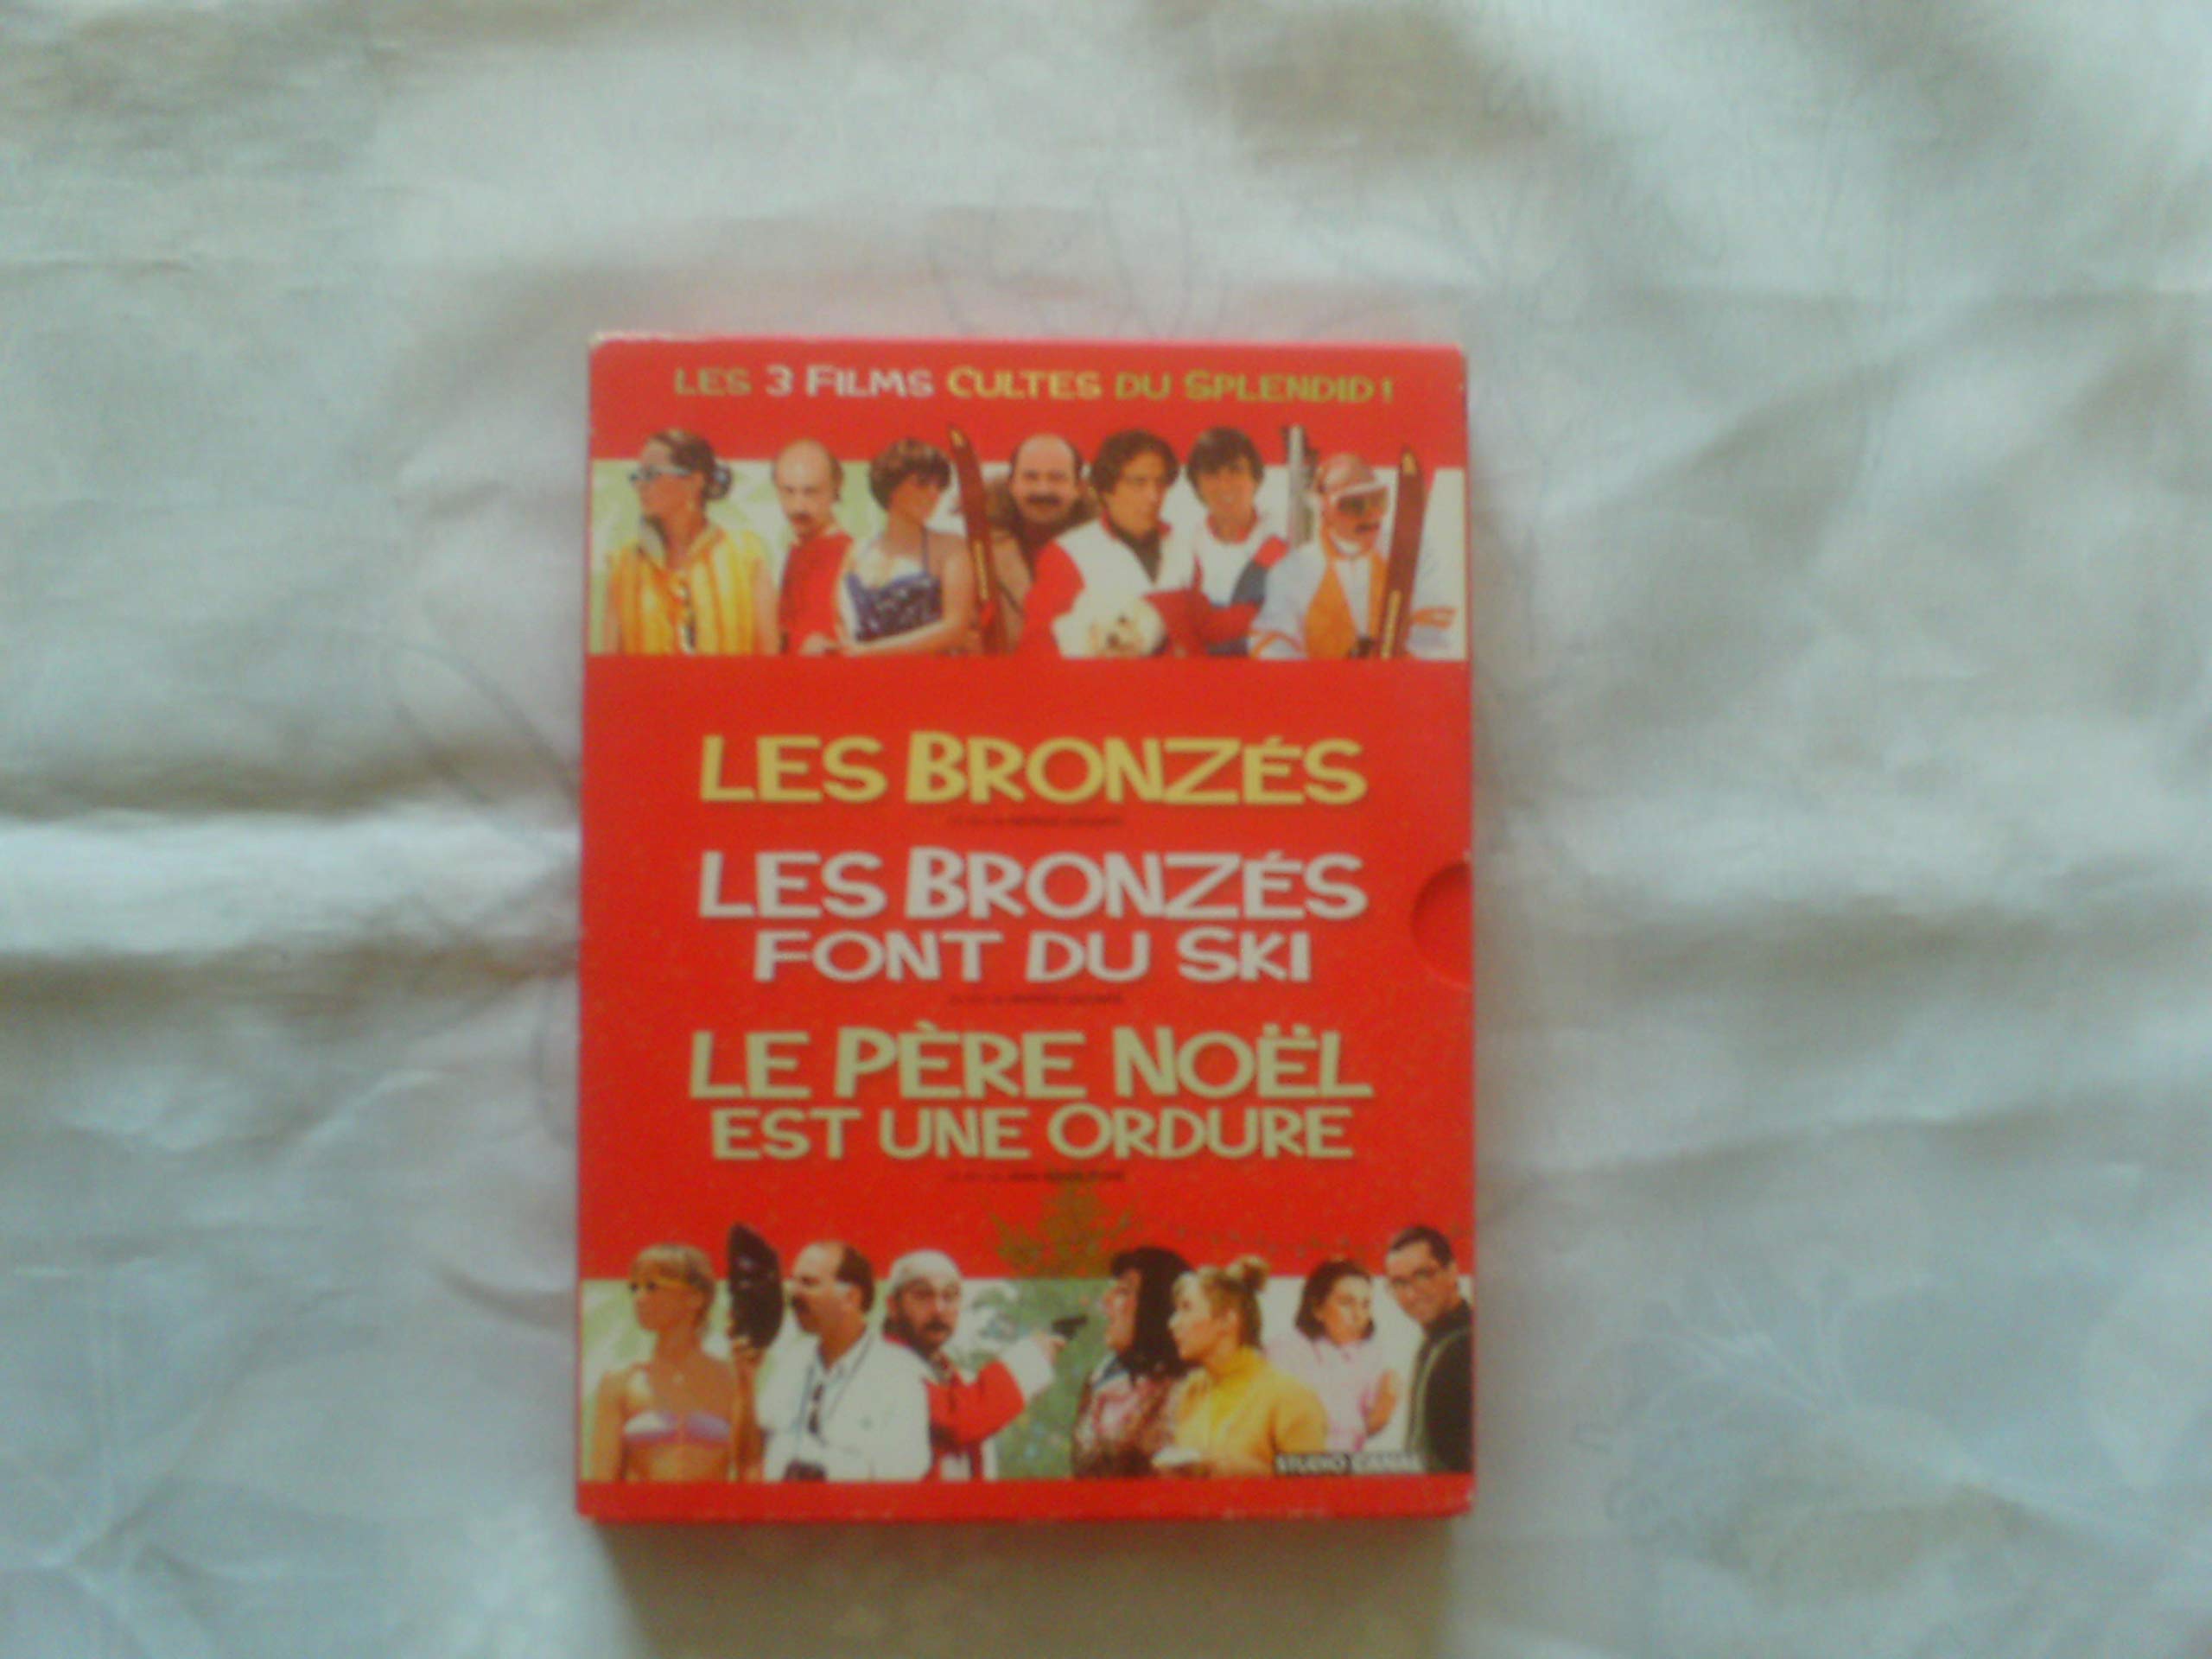 LES 3 FILMS CULTES DU SPLENDID !
LES BRONZÉS
LES BRONZÉS
FONT DU SKI
LE PÈRE NOËL
EST UNE ORDURE
STUDIO CANAL